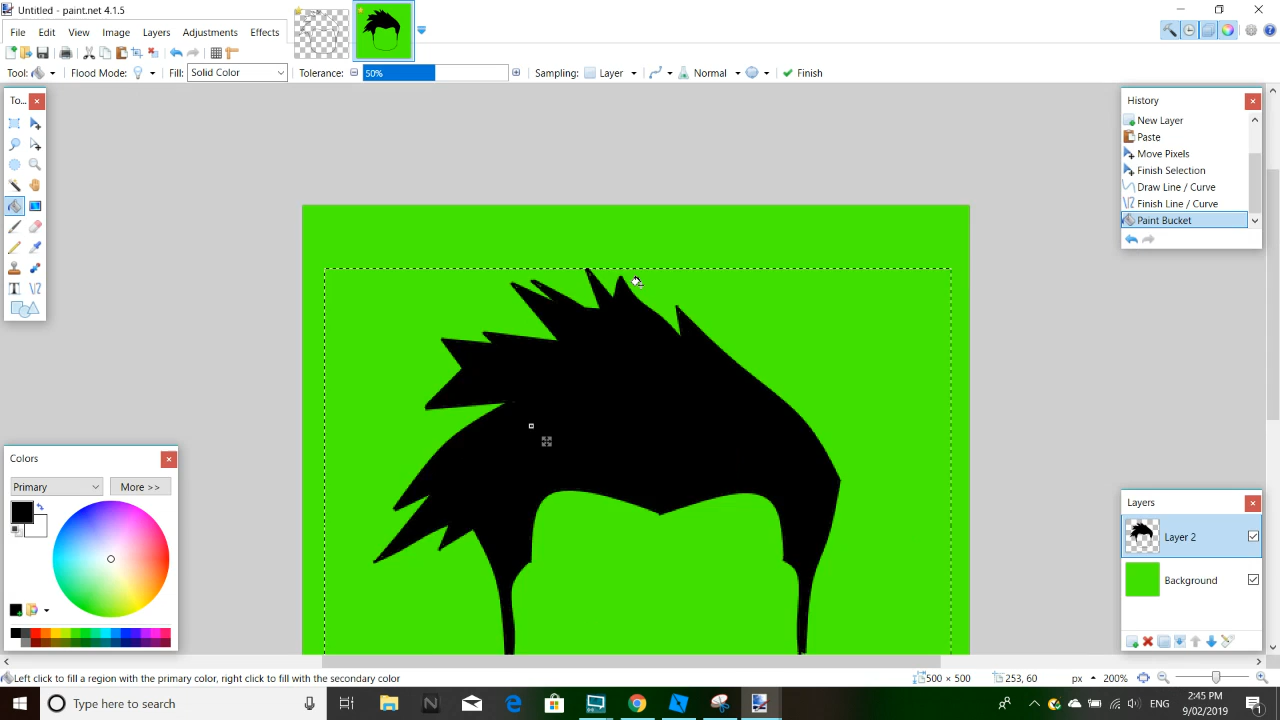 Untitled - paint.net 4.1.5
File Edit View Image Layers Adjustments Effects
Tool: Flood Mode: Fill: Solid Color Tolerance: 50% Sampling: Layer Normal Finish
To...
History
New Layer
Paste
Move Pixels
Finish Selection
Draw Line / Curve
Finish Line / Curve
Paint Bucket
Colors
Primary More >>
Layers
Layer 2
Background
Left click to fill a region with the primary color, right click to fill with the secondary color
500 × 500 253, 60 px 200%
Type here to search
ENG
2:45 PM
9/02/2019